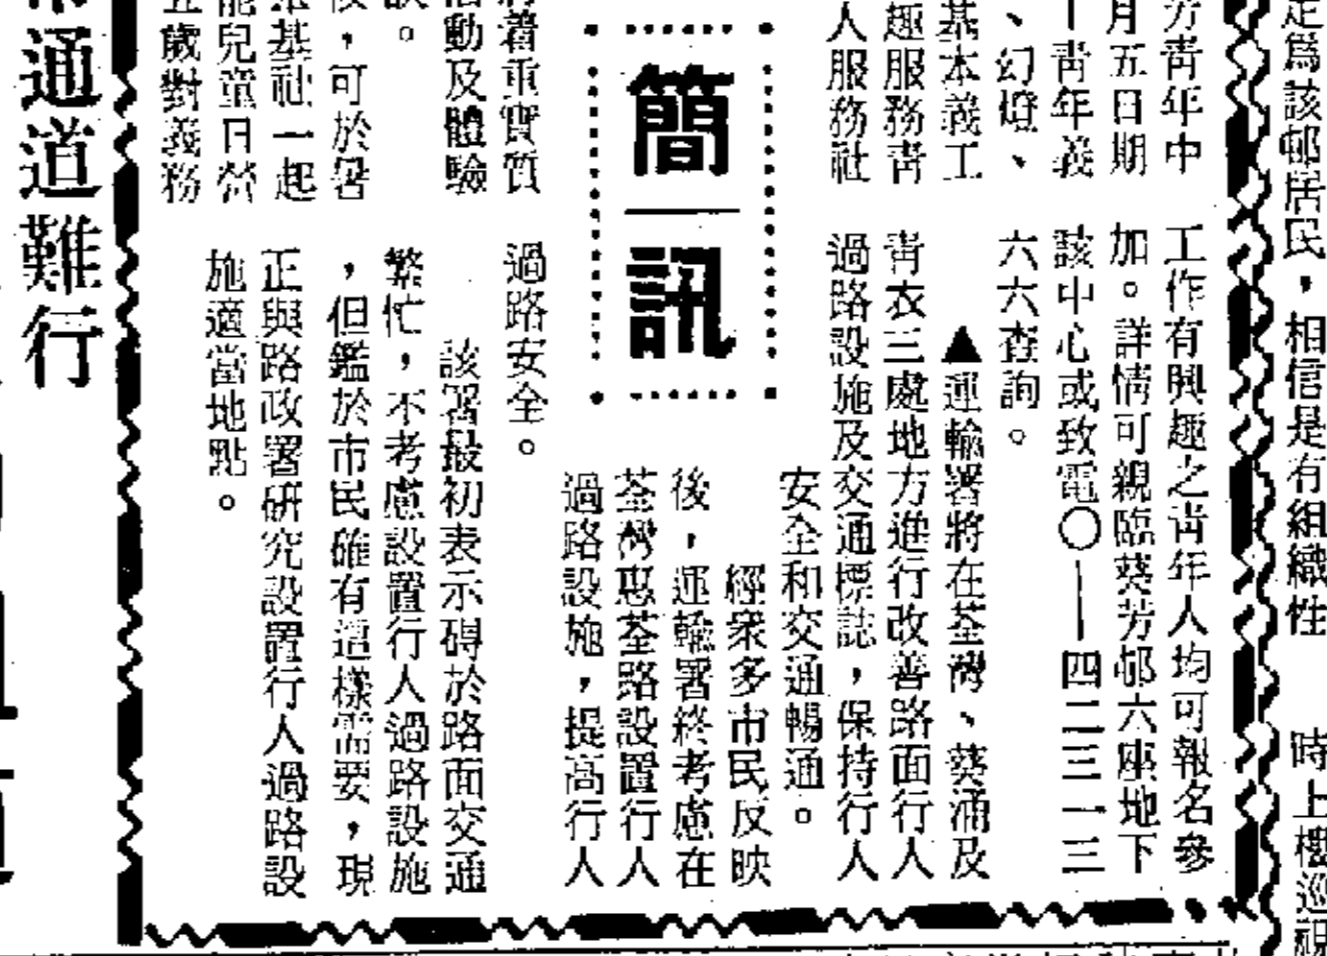 定爲該邨居民，相信是有組織性
時上樓巡視
方青年中
月五日期
｜青年義
、幻燈、
基本義工
趣服務青
人服務社
工作有興趣之青年人均可報名參
加。詳情可親臨葵芳邨六座地下
該中心或致電〇—四二三一三
六六查詢。
▲運輸署將在荃灣、葵涌及
青衣三處地方進行改善路面行人
過路設施及交通標誌，保持行人
安全和交通暢通。
簡訊
經衆多市民反映
後，運輸署終考慮在
荃灣惠荃路設置行人
過路設施，提高行人
過路安全。
該署最初表示碍於路面交通
繁忙，不考慮設置行人過路設施
，但鑑於市民確有這樣需要，現
正與路政署研究設置行人過路設
施適當地點。
着重實質
動及體驗
。
，可於暑
基社一起
能兒童日營
五歲對義務
通道難行